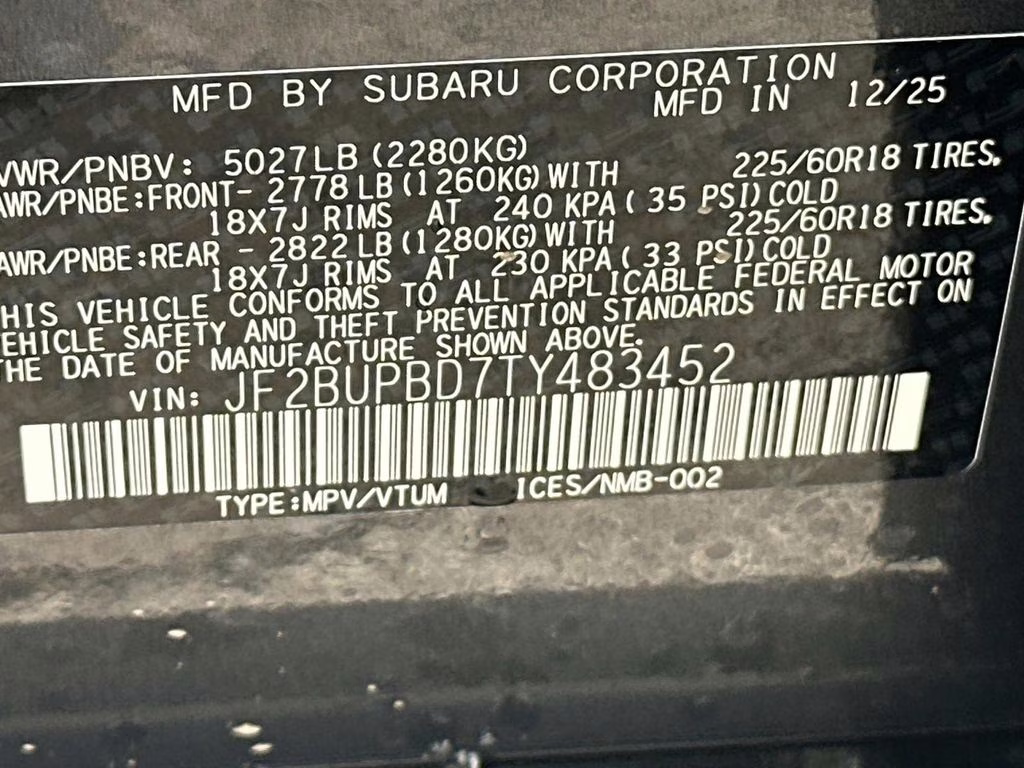 MFD BY SUBARU CORPORATION
MFD IN 12/25
VWR/PNBV: 5027LB (2280KG)
AWR/PNBE:FRONT- 2778 LB (1260KG) WITH 225/60R18 TIRES.
18X7J RIMS AT 240 KPA ( 35 PSI) COLD
AWR/PNBE:REAR - 2822 LB (1280KG) WITH 225/60R18 TIRES.
18X7J RIMS AT 230 KPA ( 33 PSI) COLD
HIS VEHICLE CONFORMS TO ALL APPLICABLE FEDERAL MOTOR
EHICLE SAFETY AND THEFT PREVENTION STANDARDS IN EFFECT ON
HE DATE OF MANUFACTURE SHOWN ABOVE.
VIN: JF2BUPBD7TY483452
TYPE:MPV/VTUM ICES/NMB-002